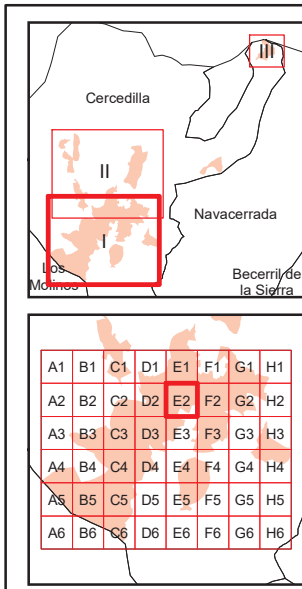 III
Cercedilla
II
Navacerrada
I
Los
Molinos
Becerril de
la Sierra
A1 B1 C1 D1 E1 F1 G1 H1
A2 B2 C2 D2 E2 F2 G2 H2
A3 B3 C3 D3 E3 F3 G3 H3
A4 B4 C4 D4 E4 F4 G4 H4
A5 B5 C5 D5 E5 F5 G5 H5
A6 B6 C6 D6 E6 F6 G6 H6